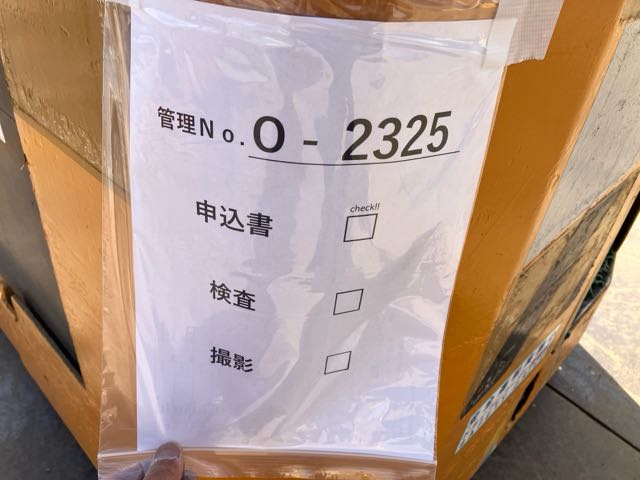 管理No. O - 2325
check!!
申込書 □
検査 □
撮影 □